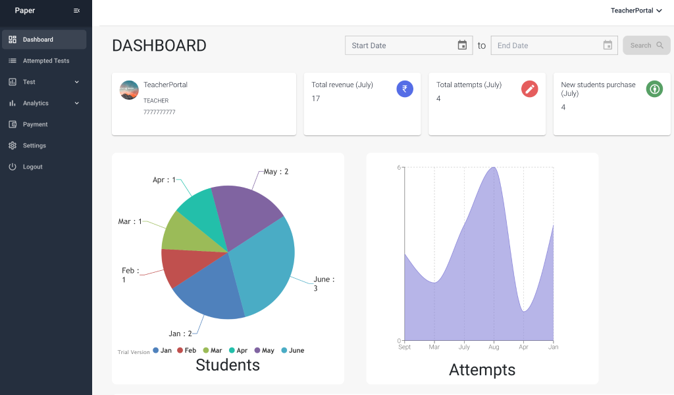 Paper
TeacherPortal
Dashboard
Attempted Tests
Test
Analytics
Payment
Settings
Logout
DASHBOARD
Start Date
to
End Date
Search
TeacherPortal
TEACHER
7777777777
Total revenue (July)
17
₹
Total attempts (July)
4
New students purchase
(July)
4
May : 2
Apr : 1
Mar : 1
Feb :
1
June :
3
Jan : 2
Trial Version
Jan Feb Mar Apr May June
Students
6
0
Sept Mar July Aug Apr Jan
Attempts